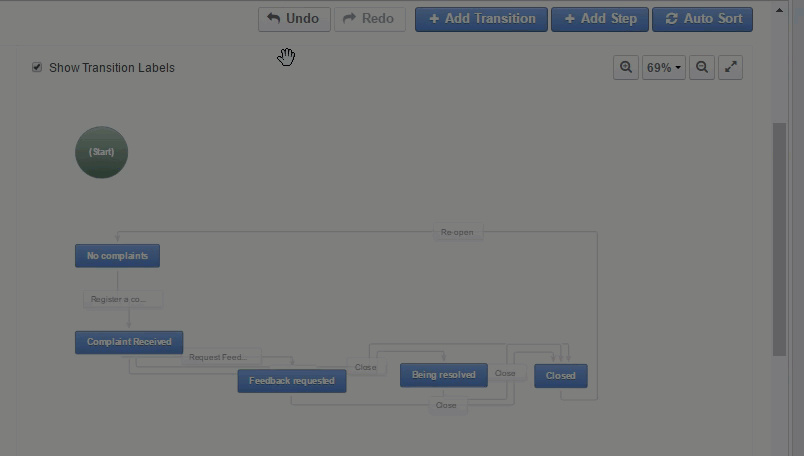 Undo
Redo
Add Transition
Add Step
Auto Sort
Show Transition Labels
69%
(Start)
Re-open
No complaints
Register a co...
Complaint Received
Request Feed...
Close
Being resolved
Close
Closed
Feedback requested
Close